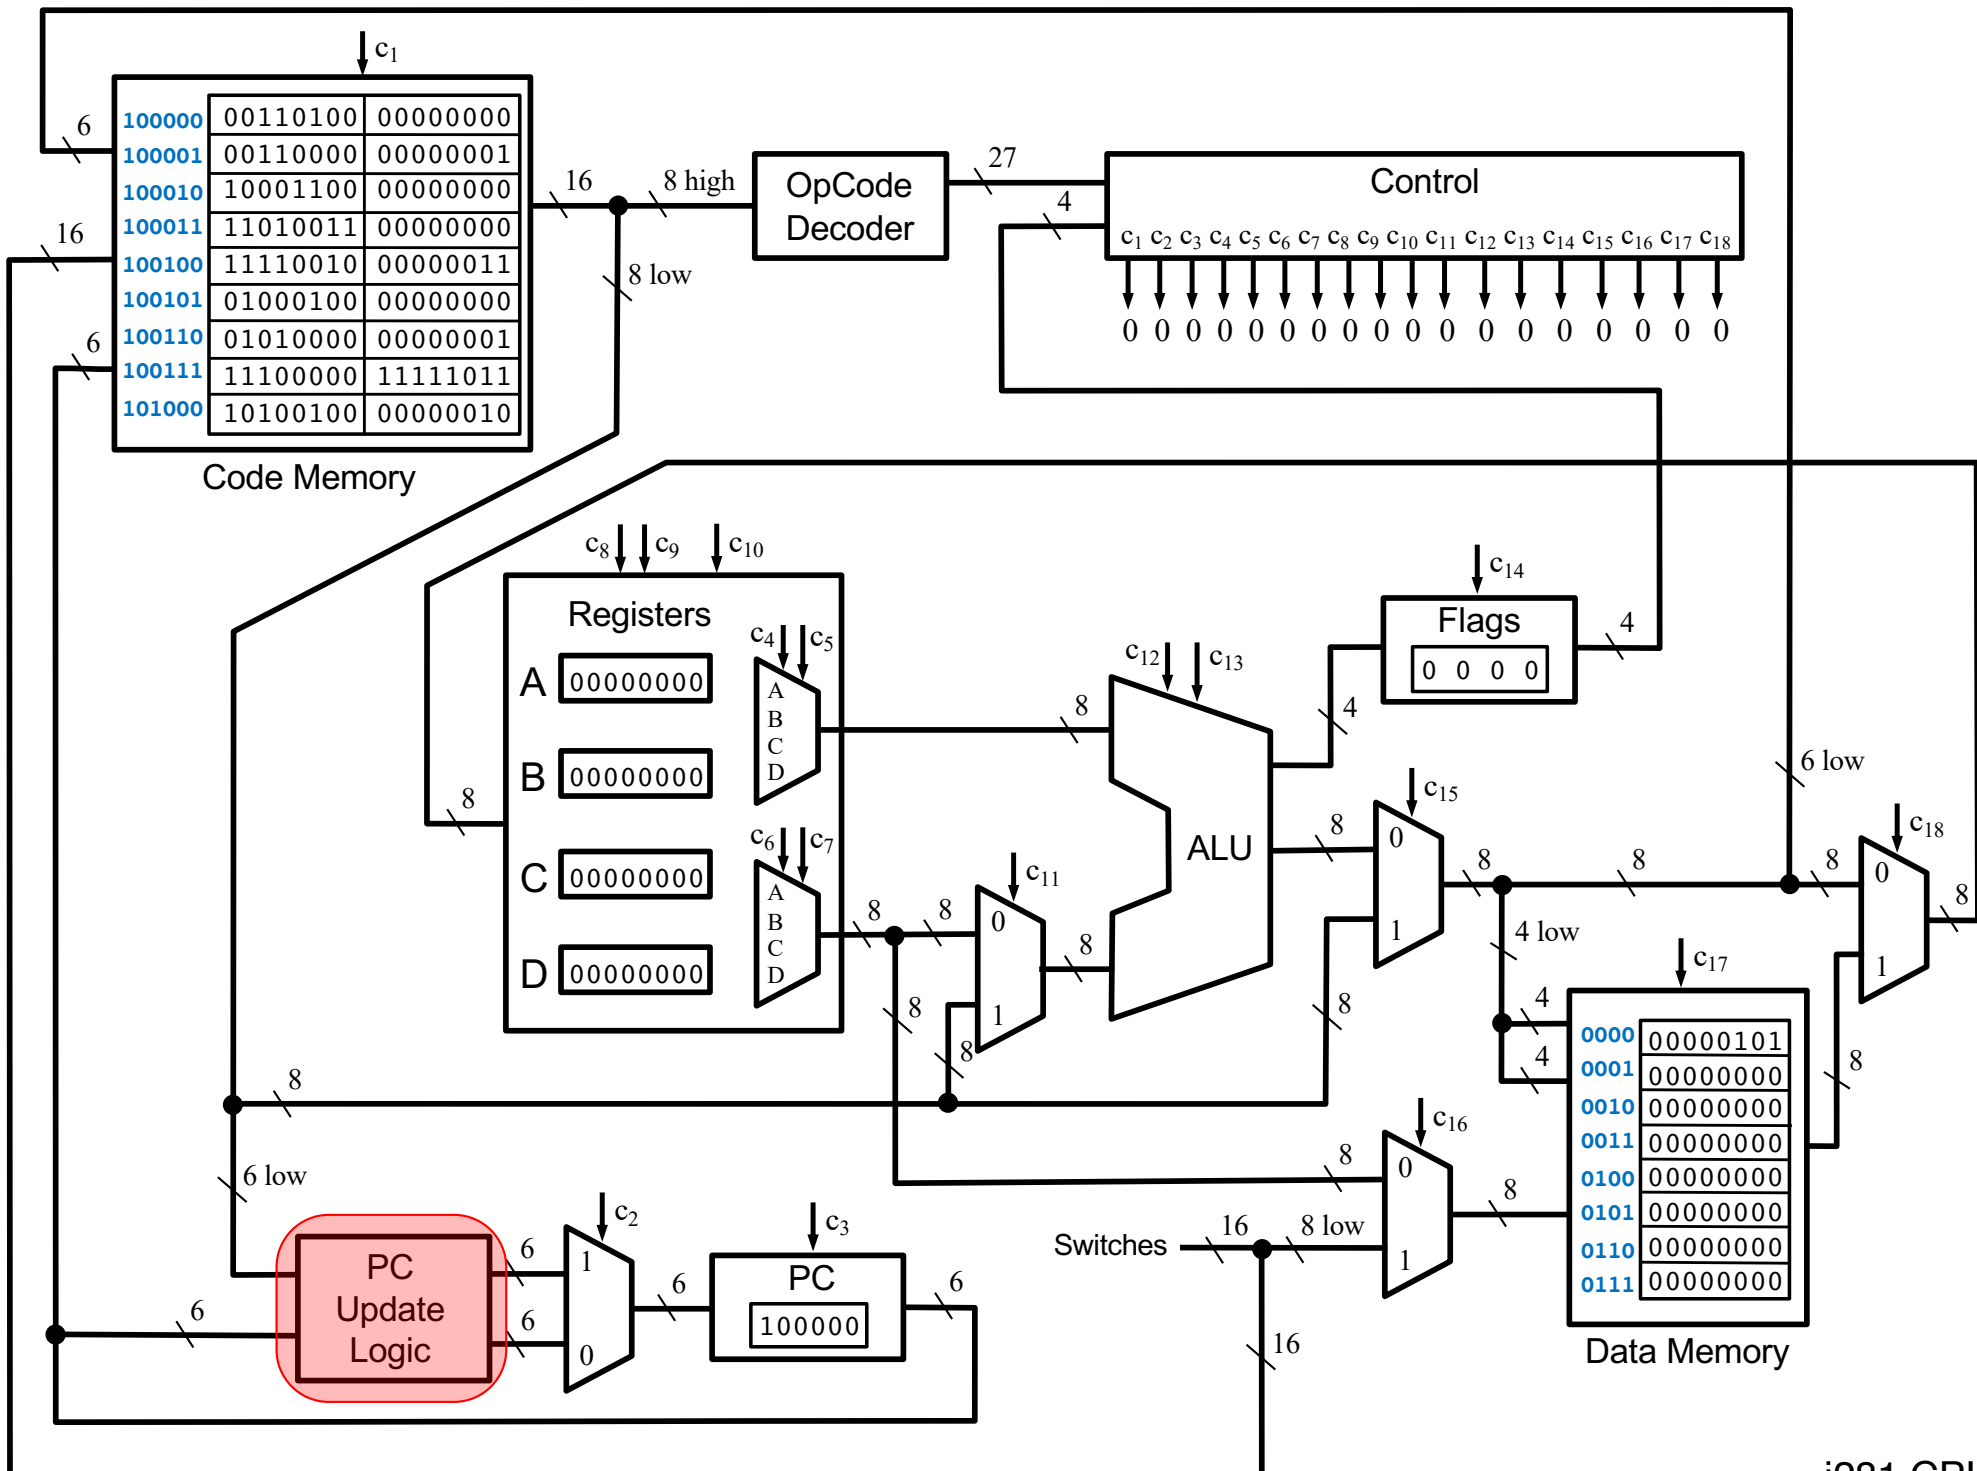 c1
6
100000 00110100 00000000
100001 00110000 00000001
100010 10001100 00000000
100011 11010011 00000000
100100 11110010 00000011
100101 01000100 00000000
100110 01010000 00000001
100111 11100000 11111011
101000 10100100 00000010
Code Memory
16
6
16
8 high
8 low
OpCode
Decoder
27
4
Control
c1 c2 c3 c4 c5 c6 c7 c8 c9 c10 c11 c12 c13 c14 c15 c16 c17 c18
0 0 0 0 0 0 0 0 0 0 0 0 0 0 0 0 0 0
c8 c9 c10
Registers
A 00000000
B 00000000
C 00000000
D 00000000
8
c4 c5
A
B
C
D
c6 c7
A
B
C
D
8
8
8
8
c11
0
1
8
8
c12 c13
ALU
4
c14
Flags
0 0 0 0
4
8
c15
0
1
8
8
8
6 low
8
4 low
4
4
c18
0
1
8
8
c17
0000 00000101
0001 00000000
0010 00000000
0011 00000000
0100 00000000
0101 00000000
0110 00000000
0111 00000000
Data Memory
8
6 low
PC
Update
Logic
6
6
6
c2
1
0
6
c3
PC
100000
6
Switches
16
8 low
16
8
c16
0
1
8